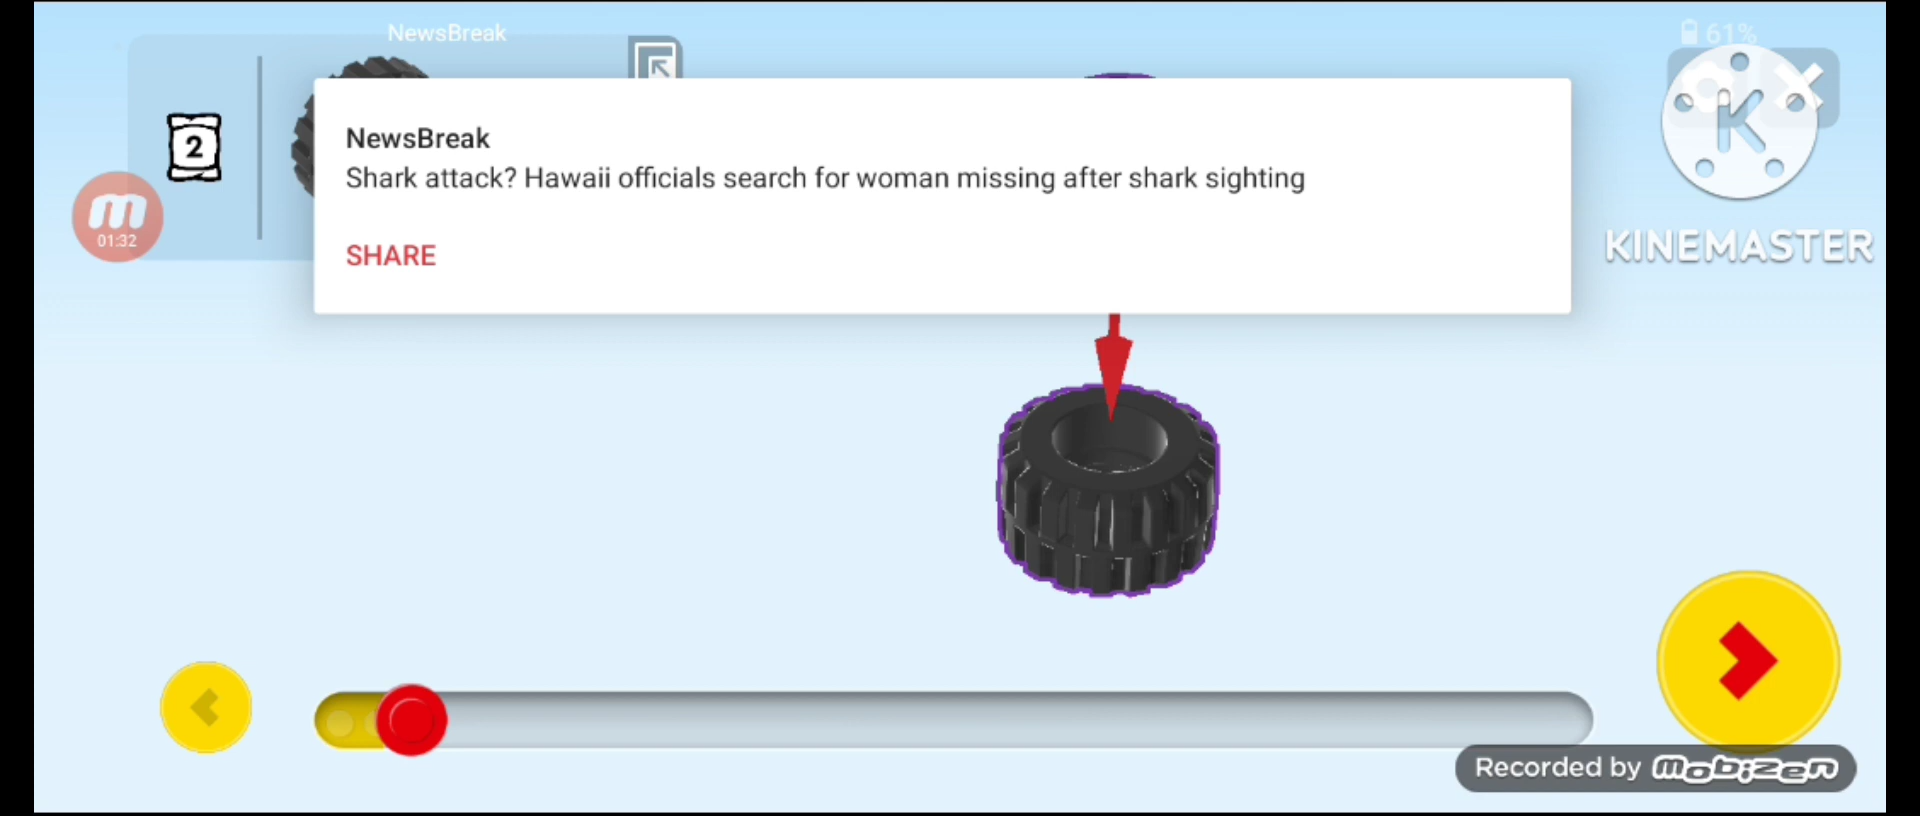 NewsBreak
61%
2
NewsBreak
Shark attack? Hawaii officials search for woman missing after shark sighting
SHARE
m
01:32
K
KINEMASTER
Recorded by mobizen